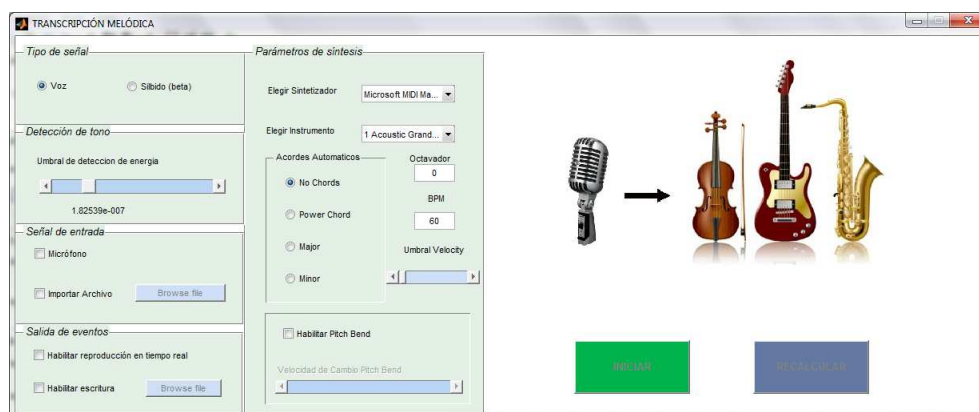 TRANSCRIPCIÓN MELÓDICA
Tipo de señal
Voz
Silbido (beta)
Detección de tono
Umbral de deteccion de energia
1.82539e-007
Señal de entrada
Micrófono
Importar Archivo
Browse file
Salida de eventos
Habilitar reproducción en tiempo real
Habilitar escritura
Browse file
Parámetros de síntesis
Elegir Sintetizador
Microsoft MIDI Ma...
Elegir Instrumento
1 Acoustic Grand...
Acordes Automaticos
No Chords
Power Chord
Major
Minor
Octavador
0
BPM
60
Umbral Velocity
Habilitar Pitch Bend
Velocidad de Cambio Pitch Bend
INICIAR
RECALCULAR